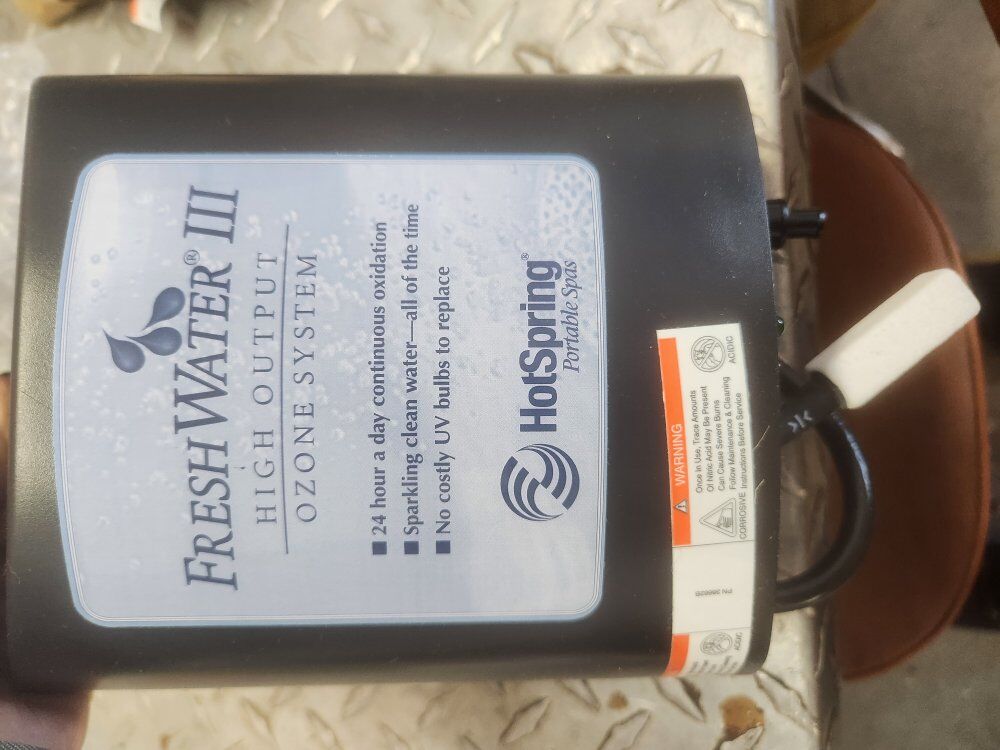 FRESHWATER® III
HIGH OUTPUT
OZONE SYSTEM
■ 24 hour a day continuous oxidation
■ Sparkling clean water—all of the time
■ No costly UV bulbs to replace
HotSpring®
Portable Spas
WARNING
Once In Use, Trace Amounts
Of Nitric Acid May Be Present
Can Cause Severe Burns
Follow Maintenance & Cleaning
Instructions Before Service
CORROSIVE
ACIDIC
ACIDIC